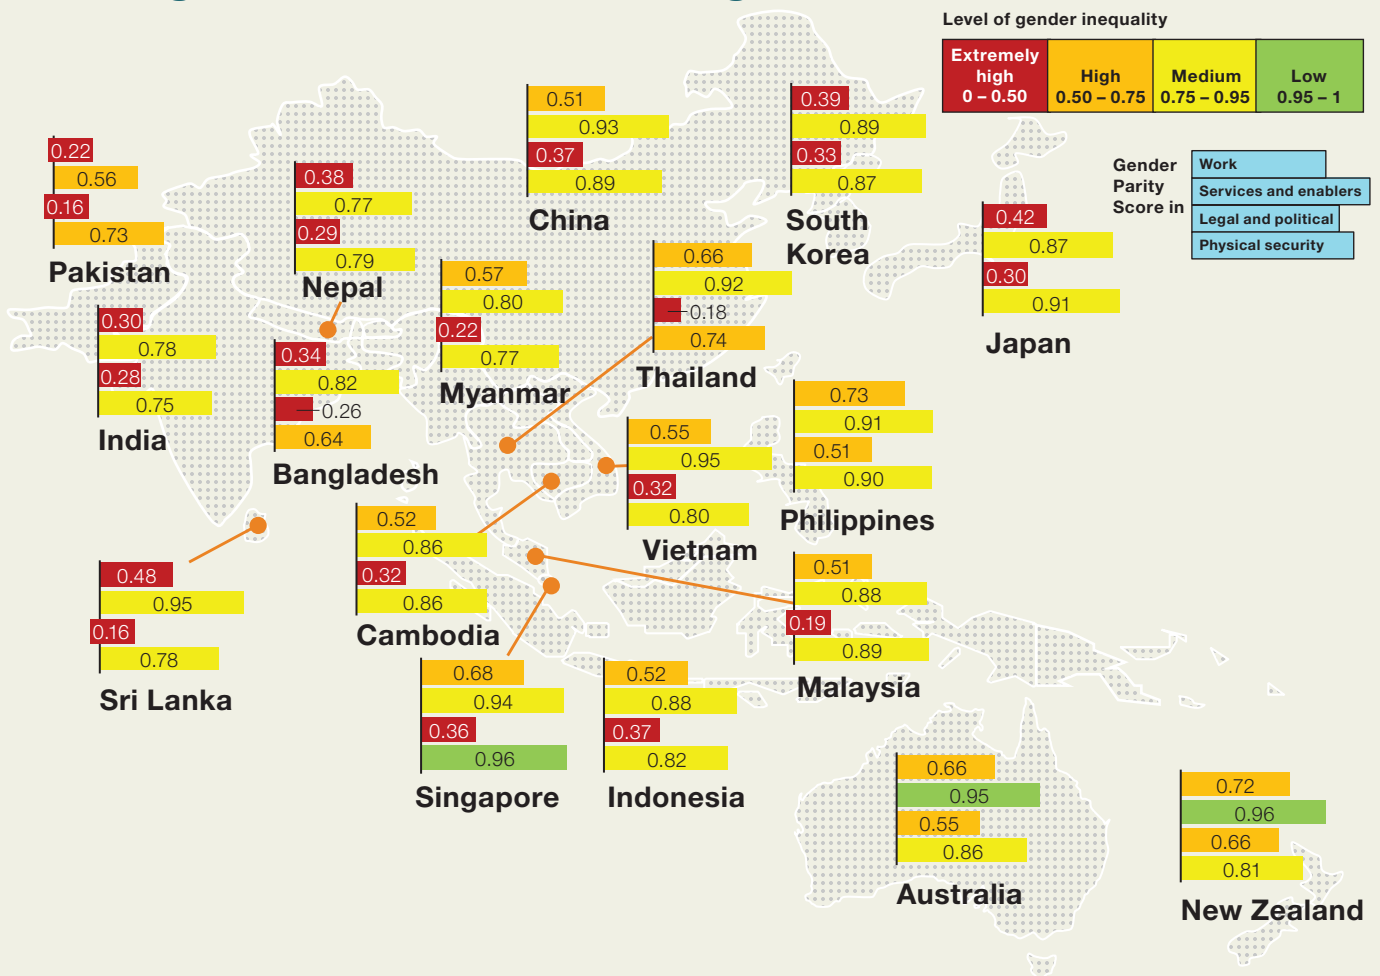 Level of gender inequality
Extremely
high
0 – 0.50
High
0.50 – 0.75
Medium
0.75 – 0.95
Low
0.95 – 1
Gender
Parity
Score in
Work
Services and enablers
Legal and political
Physical security
0.51
0.93
0.37
0.89
China
0.39
0.89
0.33
0.87
South
Korea
0.22
0.56
0.16
0.73
Pakistan
0.38
0.77
0.29
0.79
Nepal
0.42
0.87
0.30
0.91
Japan
0.57
0.80
0.22
0.77
Myanmar
0.66
0.92
0.18
0.74
Thailand
0.30
0.78
0.28
0.75
India
0.34
0.82
0.26
0.64
Bangladesh
0.73
0.91
0.51
0.90
Philippines
0.55
0.95
0.32
0.80
Vietnam
0.52
0.86
0.32
0.86
Cambodia
0.51
0.88
0.19
0.89
Malaysia
0.48
0.95
0.16
0.78
Sri Lanka
0.68
0.94
0.36
0.96
Singapore
0.52
0.88
0.37
0.82
Indonesia
0.66
0.95
0.55
0.86
Australia
0.72
0.96
0.66
0.81
New Zealand